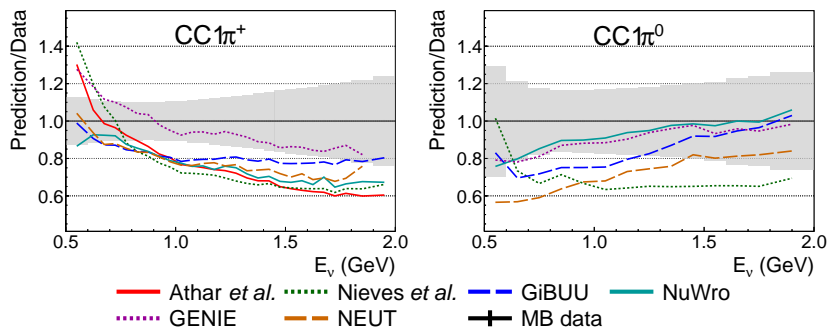 CC1π+
CC1π0
Prediction/Data
1.4
1.2
1.0
0.8
0.6
0.5
1.0
1.5
2.0
Eν (GeV)
Prediction/Data
1.4
1.2
1.0
0.8
0.6
0.5
1.0
1.5
2.0
Eν (GeV)
Athar et al. Nieves et al. GiBUU NuWro
GENIE NEUT MB data